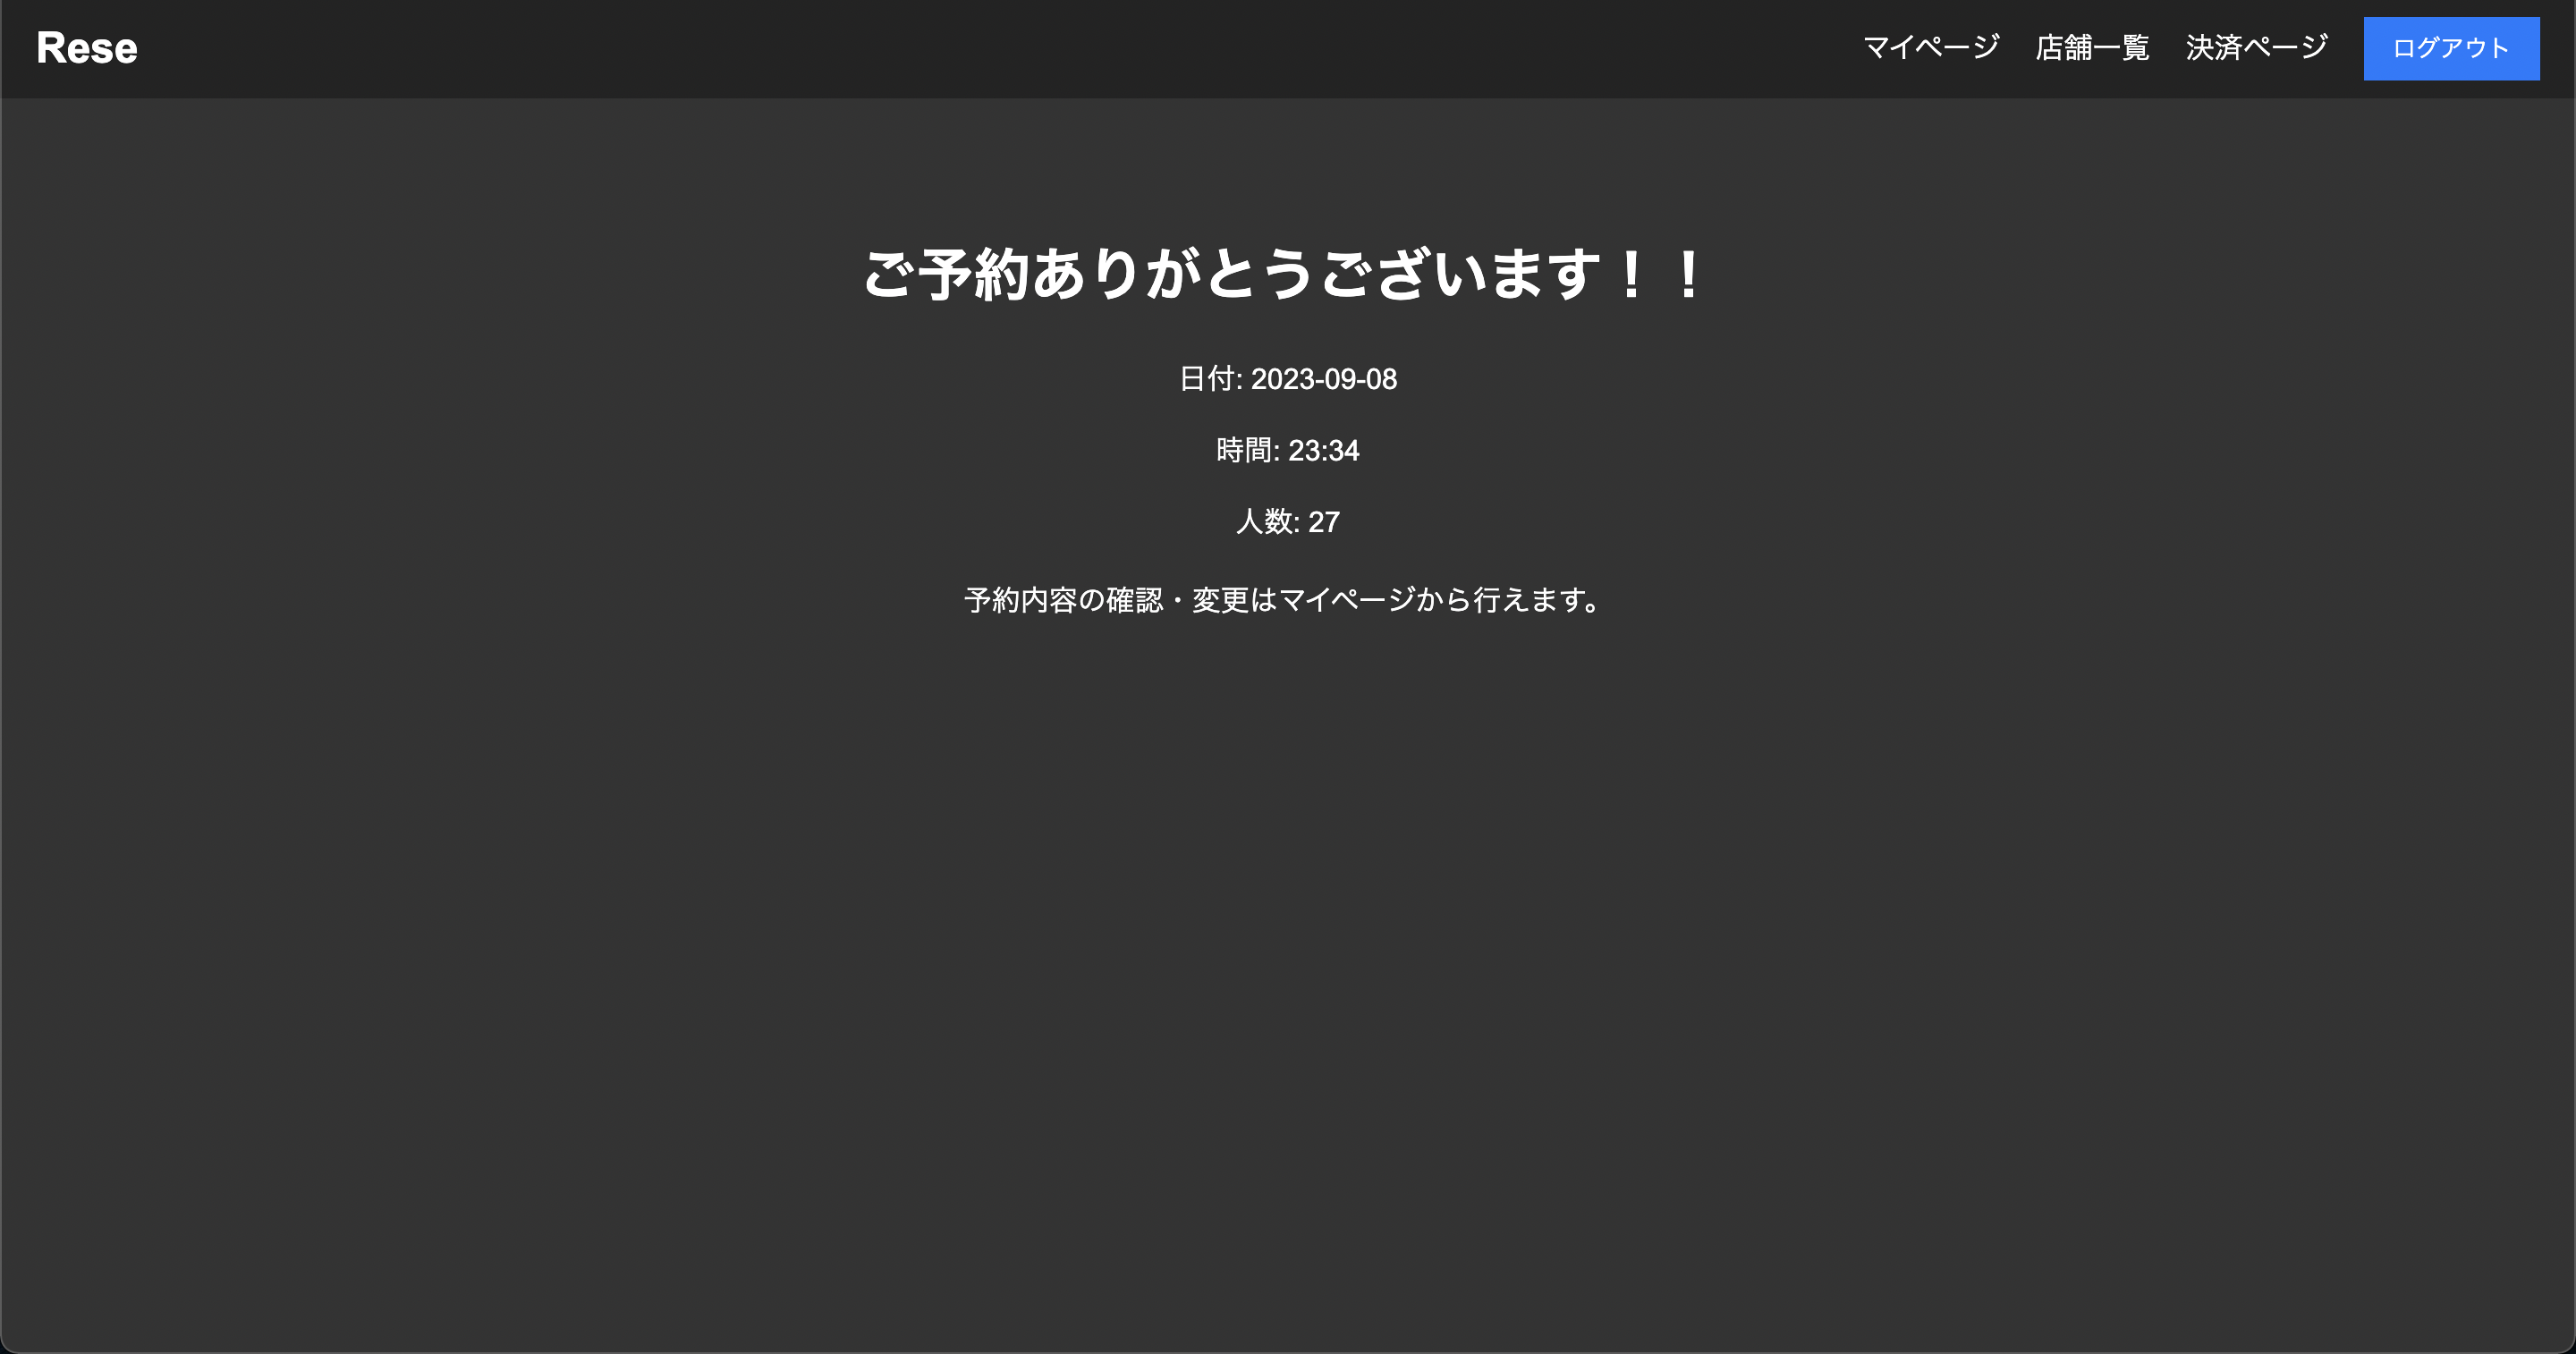 Rese
マイページ 店舗一覧 決済ページ ログアウト
ご予約ありがとうございます！！
日付: 2023-09-08
時間: 23:34
人数: 27
予約内容の確認・変更はマイページから行えます。